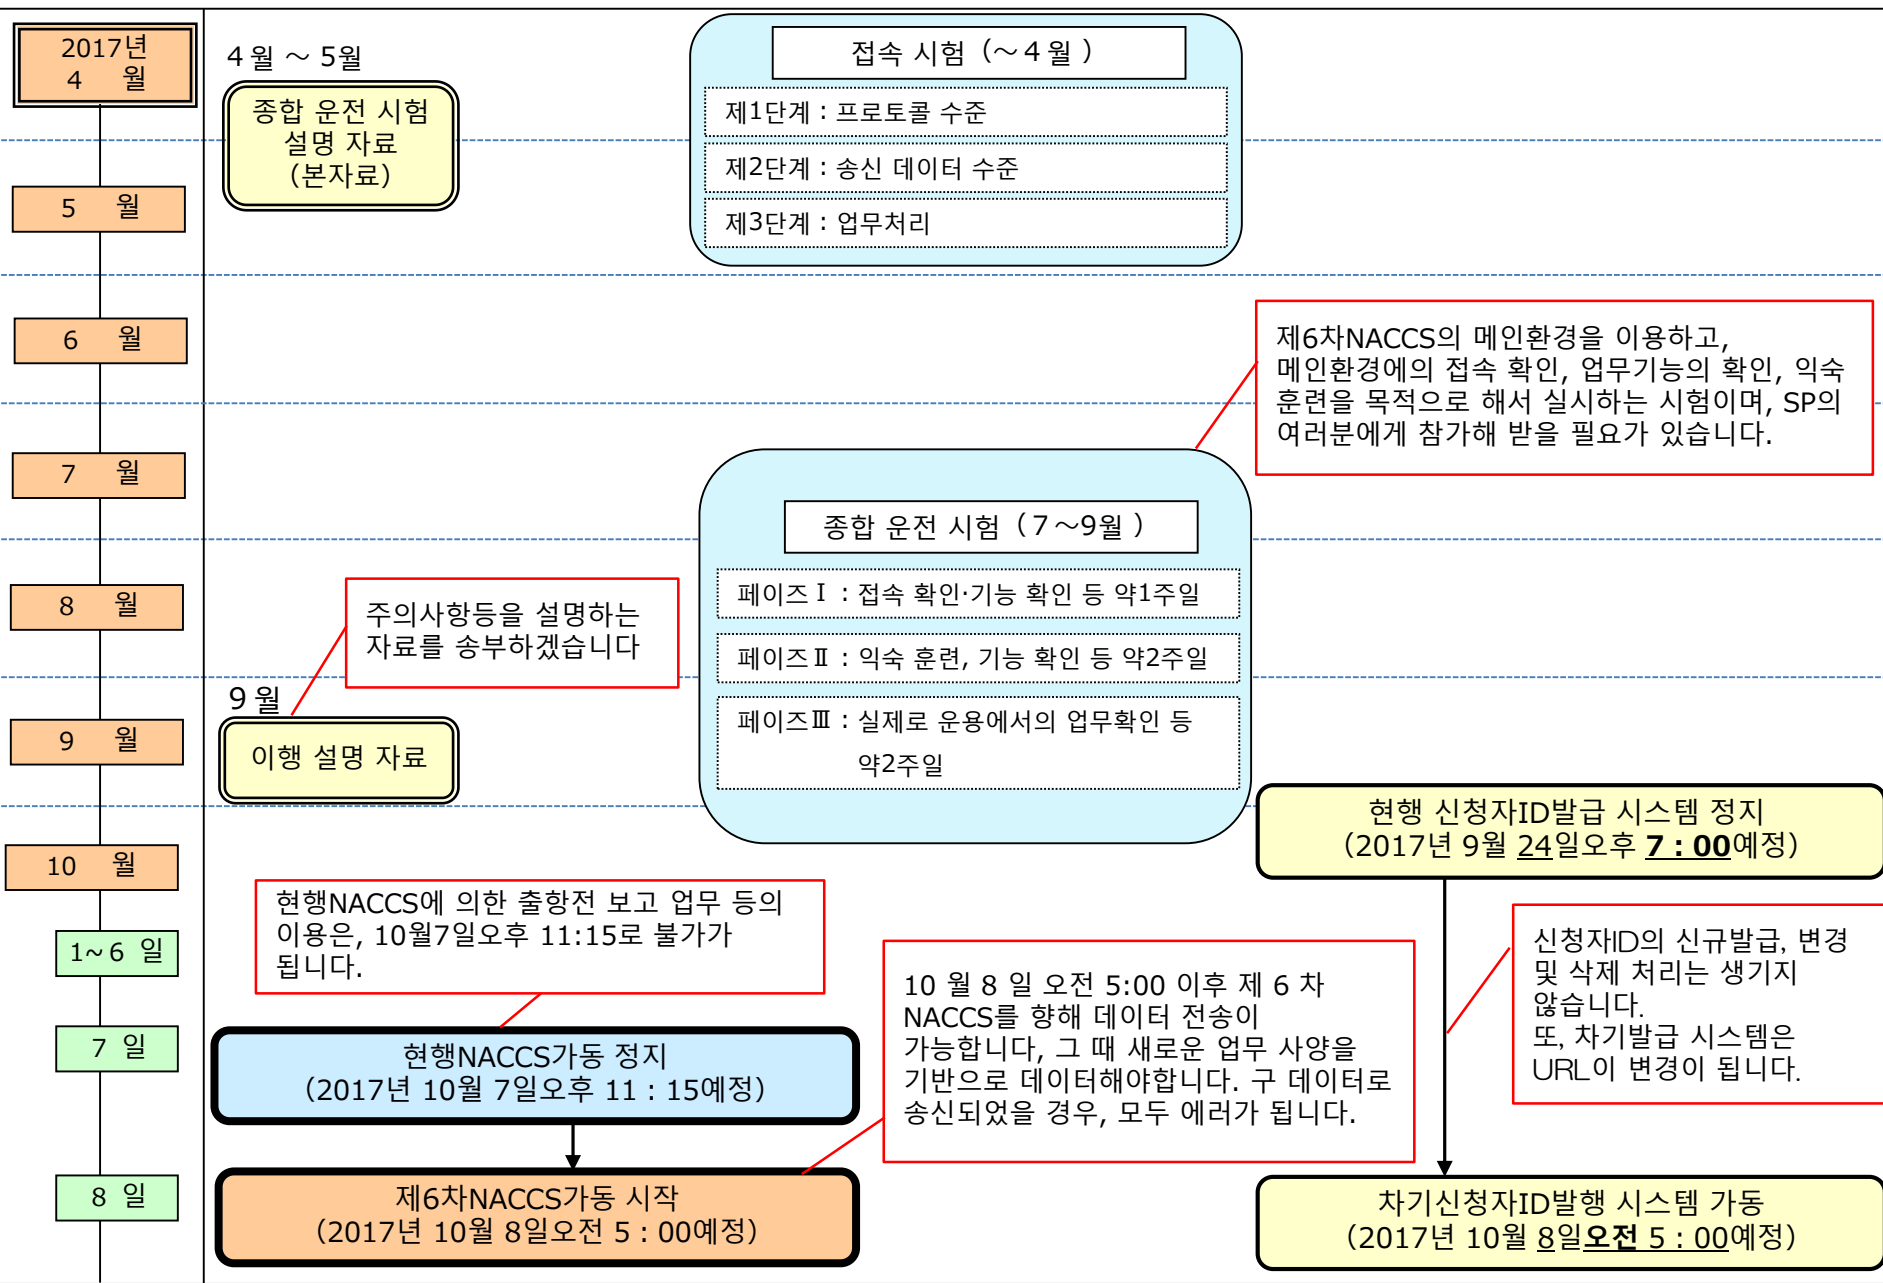 2017년
4 월
5 월
6 월
7 월
8 월
9 월
10 월
1~6 일
7 일
8 일
4월 ～ 5월
종합 운전 시험
설명 자료
(본자료)
접속 시험（～4월 ）
제1단계 : 프로토콜 수준
제2단계 : 송신 데이터 수준
제3단계 : 업무처리
제6차NACCS의 메인환경을 이용하고,
메인환경에의 접속 확인, 업무기능의 확인, 익숙
훈련을 목적으로 해서 실시하는 시험이며, SP의
여러분에게 참가해 받을 필요가 있습니다.
종합 운전 시험（7～9월 ）
페이즈Ⅰ : 접속 확인·기능 확인 등 약1주일
페이즈Ⅱ : 익숙 훈련, 기능 확인 등 약2주일
페이즈Ⅲ : 실제로 운용에서의 업무확인 등
약2주일
주의사항등을 설명하는
자료를 송부하겠습니다
9월
이행 설명 자료
현행 신청자ID발급 시스템 정지
（2017년 9월 24일오후 7 : 00예정）
현행NACCS에 의한 출항전 보고 업무 등의
이용은, 10월7일오후 11:15로 불가가
됩니다.
10 월 8 일 오전 5:00 이후 제 6 차
NACCS를 향해 데이터 전송이
가능합니다, 그 때 새로운 업무 사양을
기반으로 데이터해야합니다. 구 데이터로
송신되었을 경우, 모두 에러가 됩니다.
신청자ID의 신규발급, 변경
및 삭제 처리는 생기지
않습니다.
또, 차기발급 시스템은
URL이 변경이 됩니다.
현행NACCS가동 정지
（2017년 10월 7일오후 11 : 15예정）
제6차NACCS가동 시작
（2017년 10월 8일오전 5 : 00예정）
차기신청자ID발행 시스템 가동
（2017년 10월 8일오전 5 : 00예정）